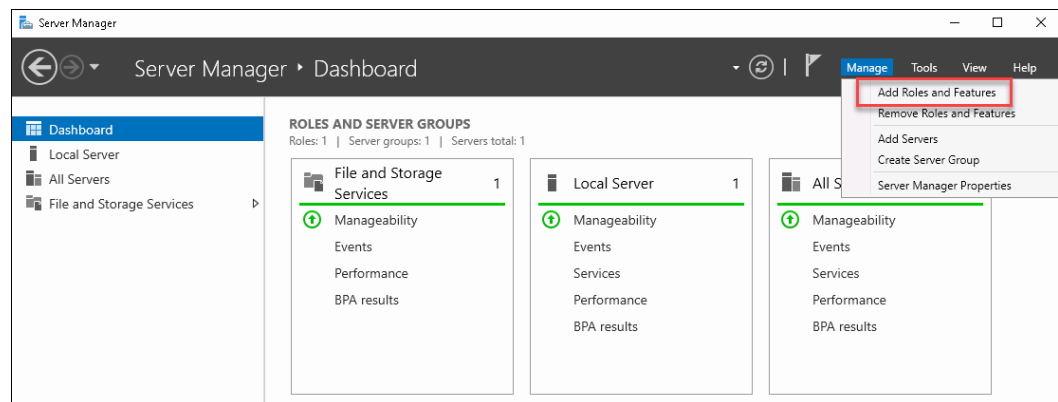 Server Manager
Server Manager • Dashboard
Manage Tools View Help
Add Roles and Features
Remove Roles and Features
Add Servers
Create Server Group
Server Manager Properties
Dashboard
Local Server
All Servers
File and Storage Services
ROLES AND SERVER GROUPS
Roles: 1 | Server groups: 1 | Servers total: 1
File and Storage
Services
1
Manageability
Events
Performance
BPA results
Local Server 1
Manageability
Events
Services
Performance
BPA results
All S
Manageability
Events
Services
Performance
BPA results